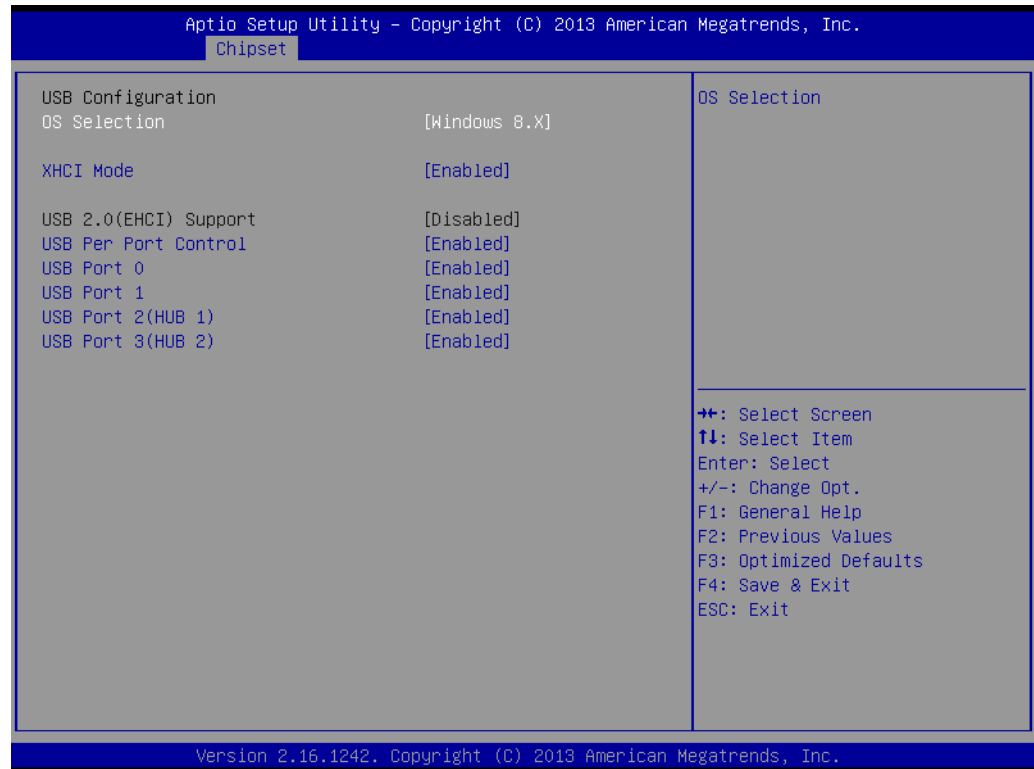 Aptio Setup Utility – Copyright (C) 2013 American Megatrends, Inc.
Chipset
USB Configuration
OS Selection [Windows 8.X]
XHCI Mode [Enabled]
USB 2.0(EHCI) Support [Disabled]
USB Per Port Control [Enabled]
USB Port 0 [Enabled]
USB Port 1 [Enabled]
USB Port 2(HUB 1) [Enabled]
USB Port 3(HUB 2) [Enabled]
OS Selection
→←: Select Screen
↑↓: Select Item
Enter: Select
+/-: Change Opt.
F1: General Help
F2: Previous Values
F3: Optimized Defaults
F4: Save & Exit
ESC: Exit
Version 2.16.1242. Copyright (C) 2013 American Megatrends, Inc.